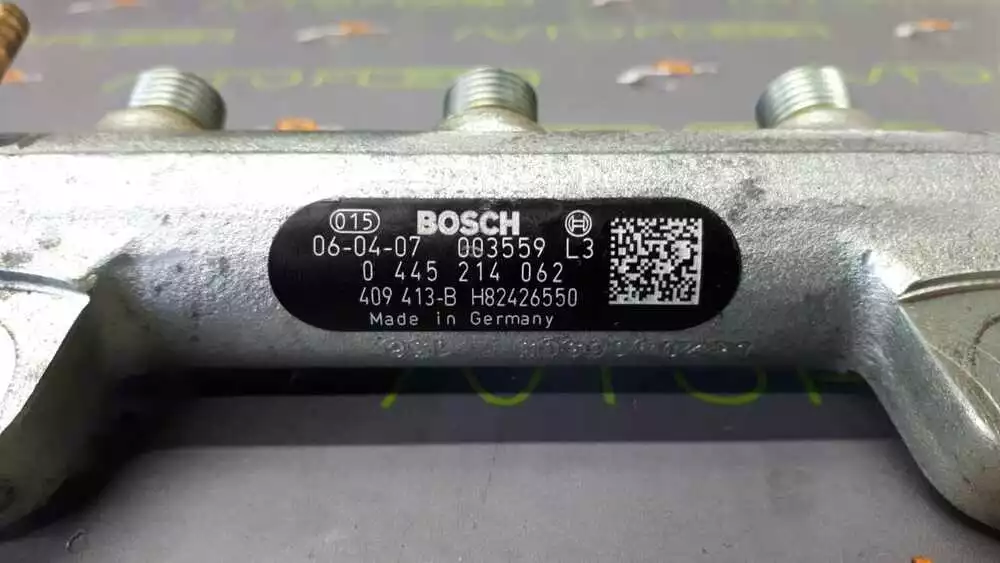 015 BOSCH
06-04-07 003559 L3
0 445 214 062
409 413-B H82426550
Made in Germany